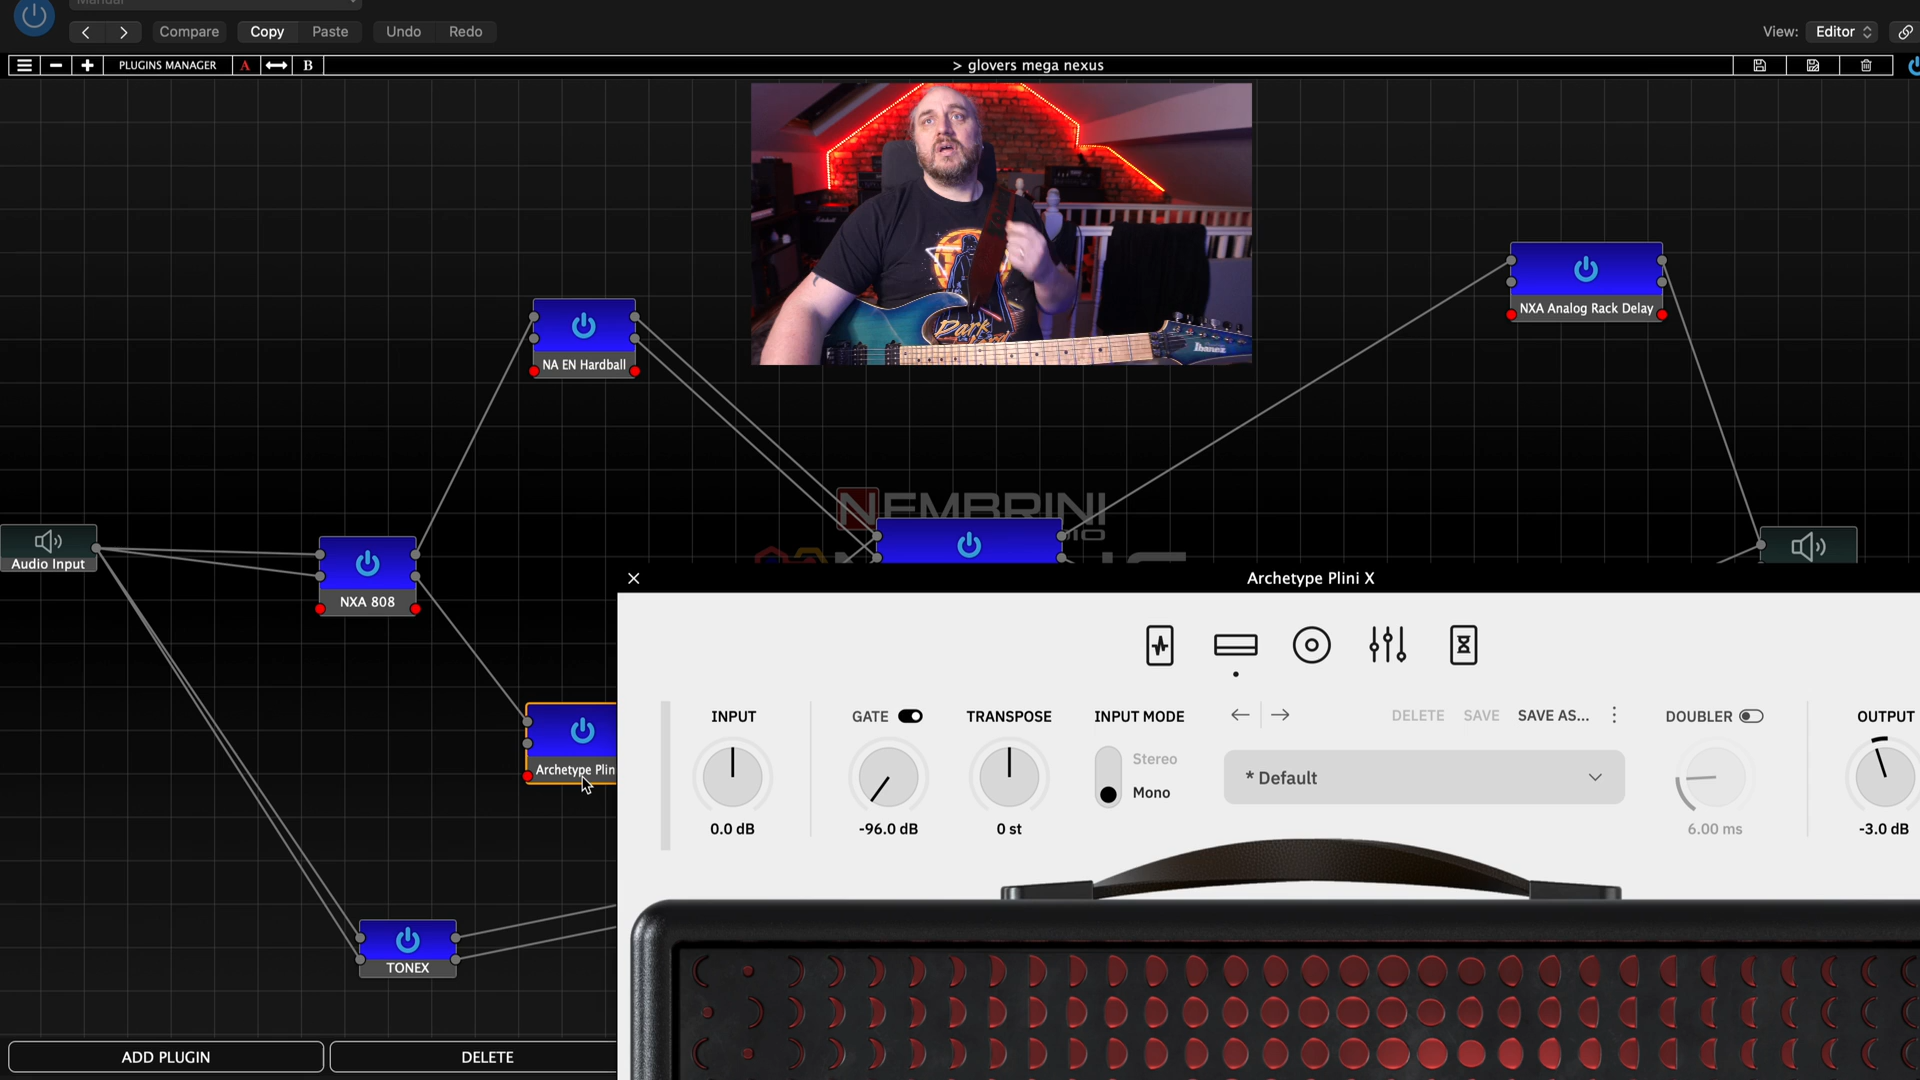 Manual
Compare
Copy
Paste
Undo
Redo
View:
Editor
PLUGINS MANAGER
A
B
> glovers mega nexus
Dark
Ibanez
NXA Analog Rack Delay
NA EN Hardball
NEMBRINI
Audio Input
NXA 808
Archetype Plini X
INPUT
GATE
TRANSPOSE
INPUT MODE
DELETE
SAVE
SAVE AS...
DOUBLER
OUTPUT
Stereo
Mono
* Default
0.0 dB
-96.0 dB
0 st
6.00 ms
-3.0 dB
Archetype Plin
TONEX
ADD PLUGIN
DELETE